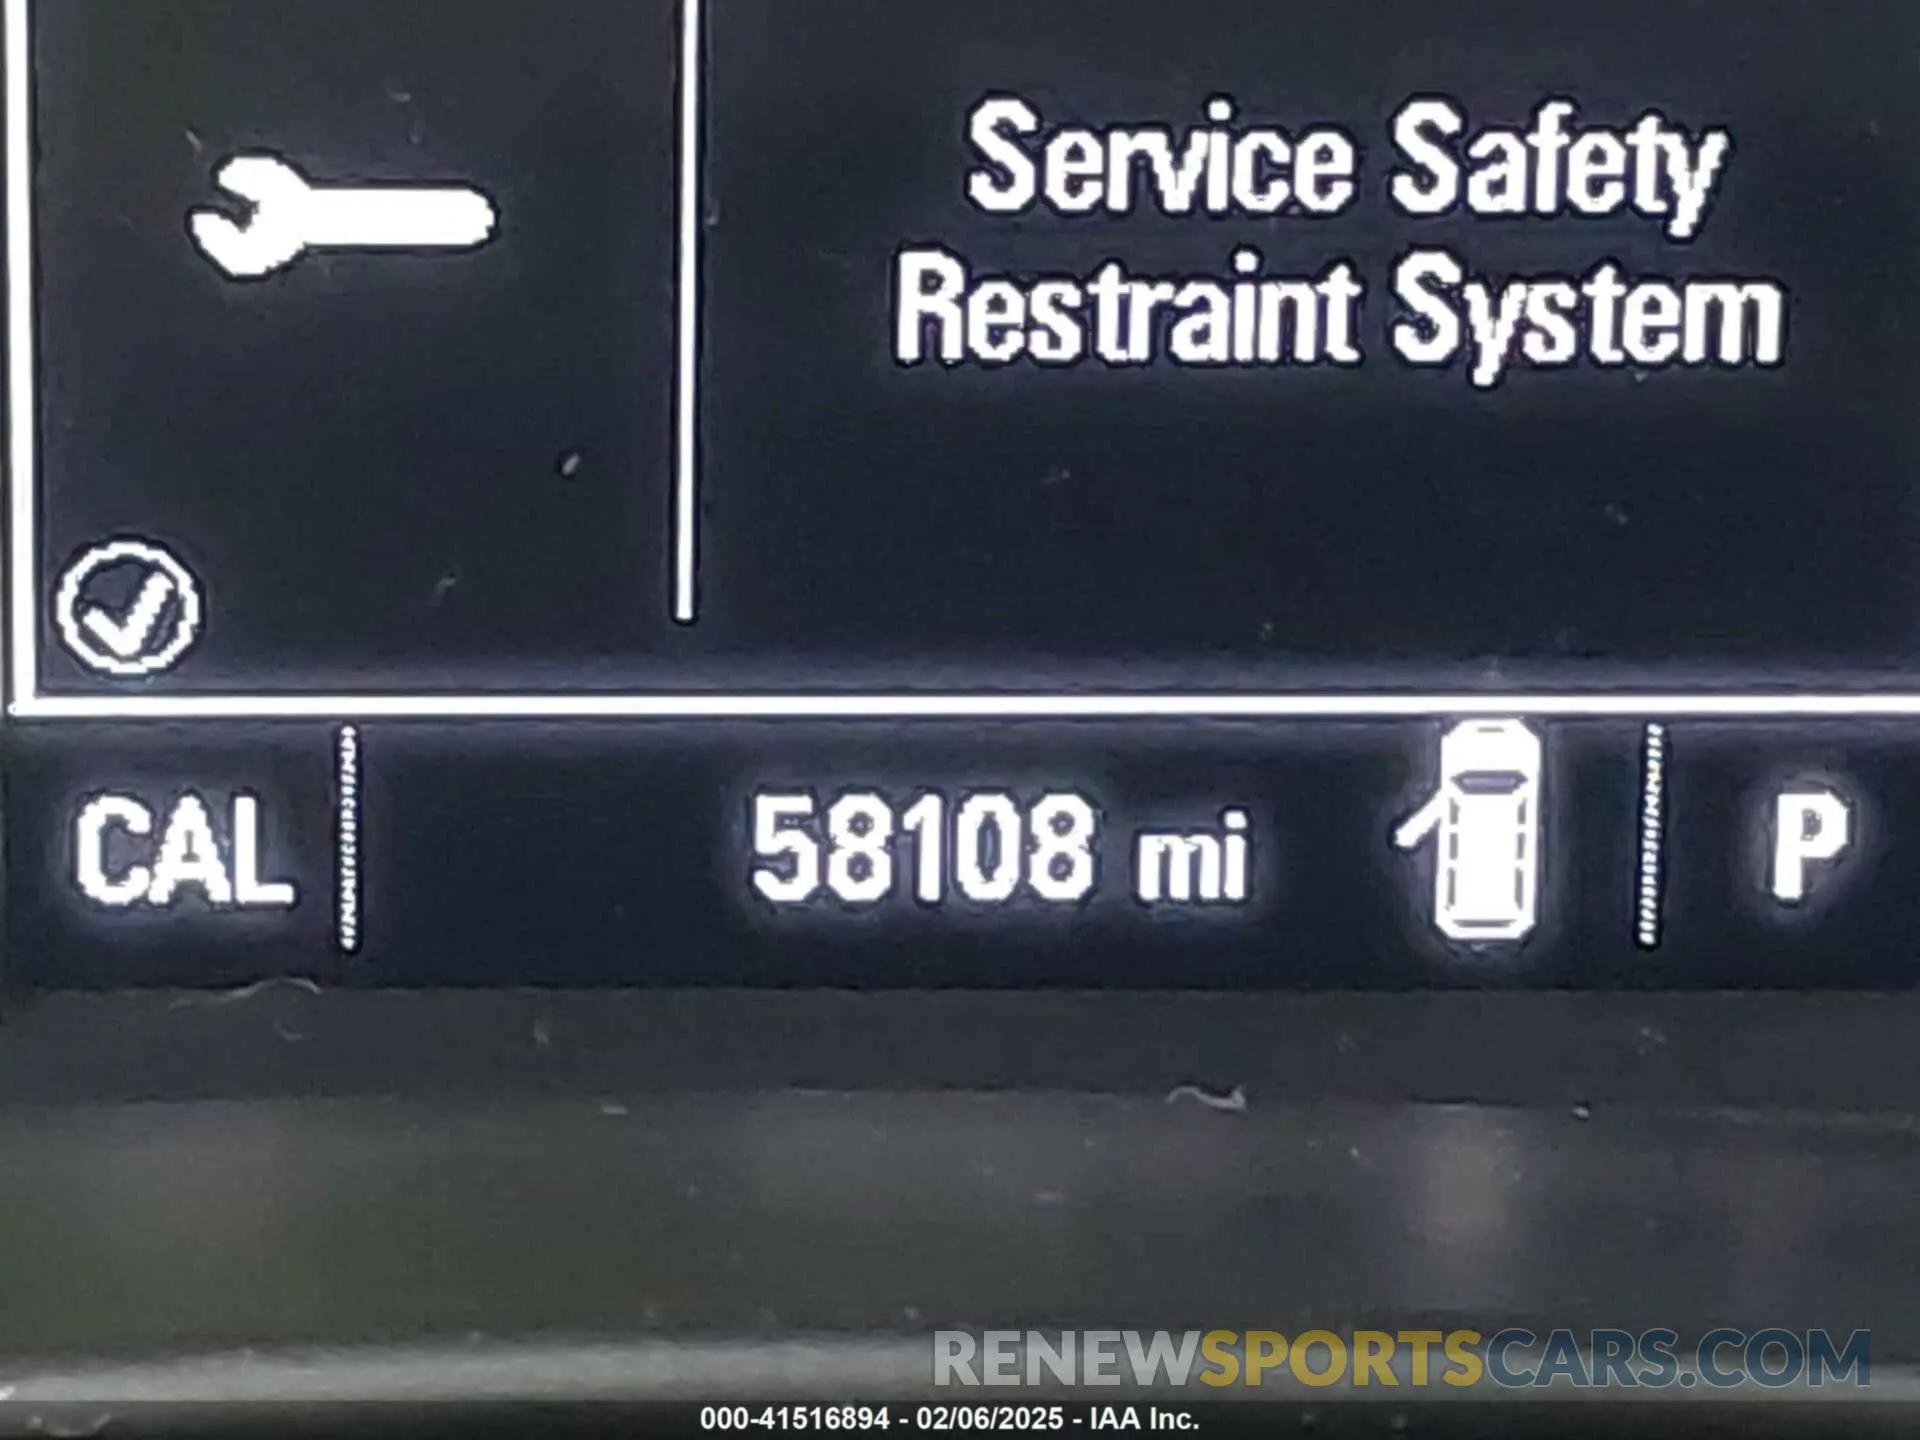 Service Safety
Restraint System
CAL 58108 mi P
RENEWSPORTSCARS.COM
000-41516894 - 02/06/2025 - IAA Inc.